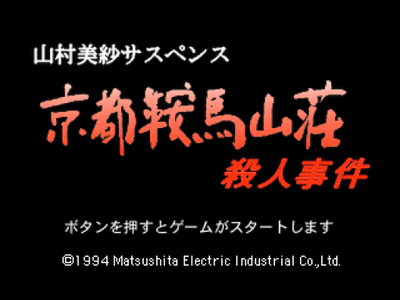 山村美紗サスペンス
京都鞍馬山荘
殺人事件
ボタンを押すとゲームがスタートします
©1994 Matsushita Electric Industrial Co.,Ltd.